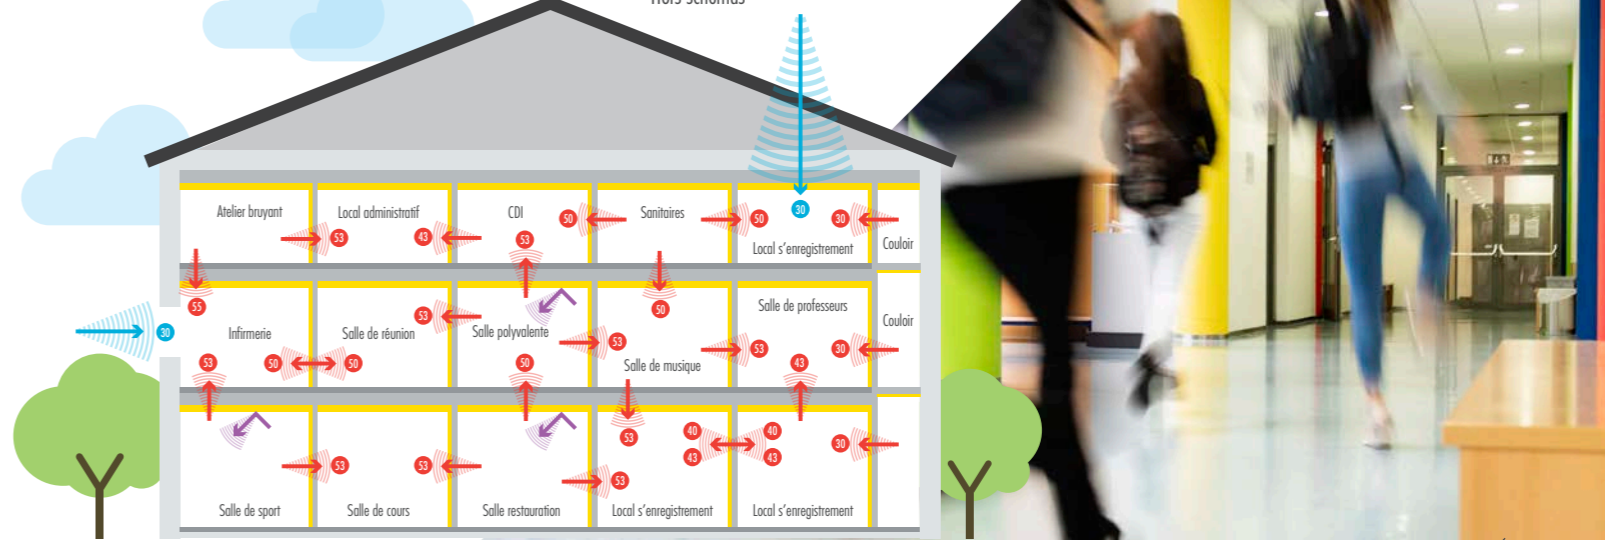 Hors schémas
Atelier bruyant
Local administratif
CDI
Sanitaires
Local s'enregistrement
Couloir
53
43
50
53
50
30
30
55
50
Infirmerie
Salle de réunion
Salle polyvalente
Salle de musique
Salle de professeurs
Couloir
30
53
53
50
50
53
50
53
43
30
Salle de sport
Salle de cours
Salle restauration
Local s'enregistrement
Local s'enregistrement
53
53
53
53
40
43
40
43
30